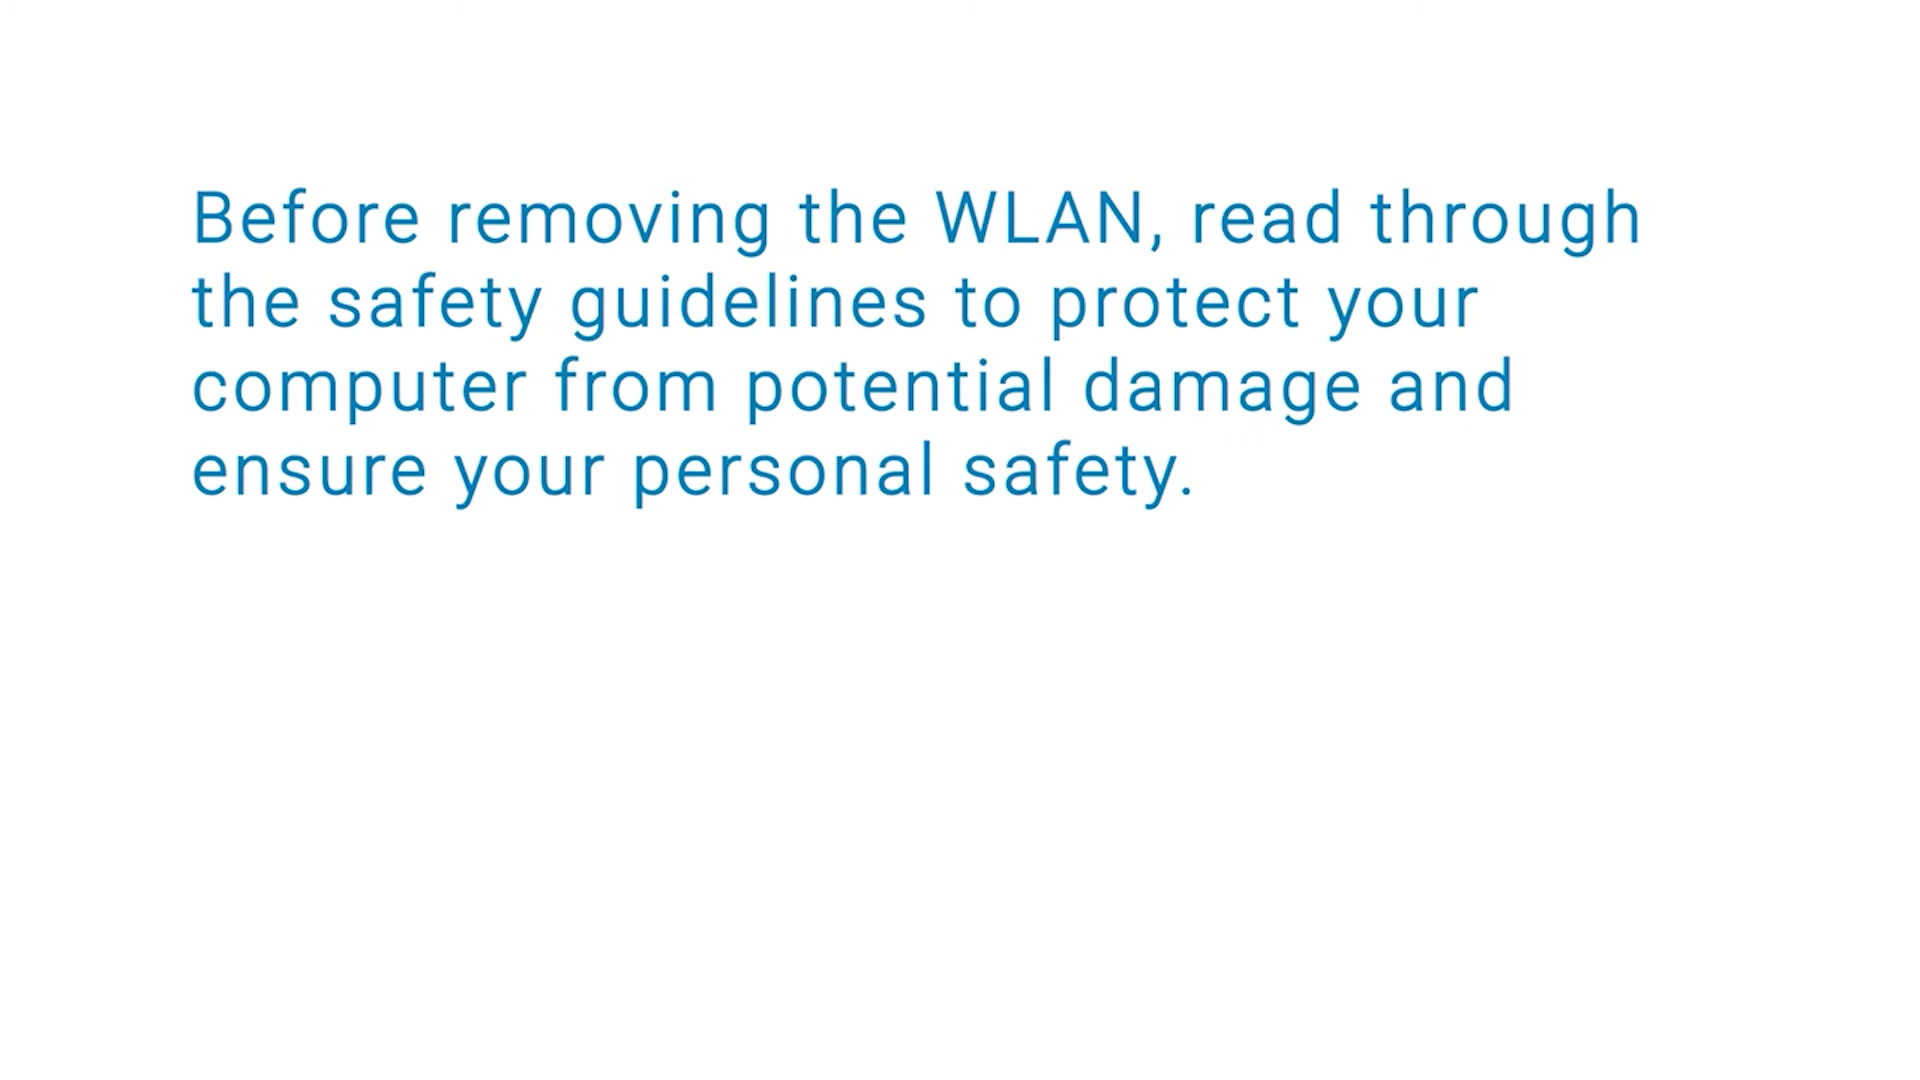 Before removing the WLAN, read through
the safety guidelines to protect your
computer from potential damage and
ensure your personal safety.